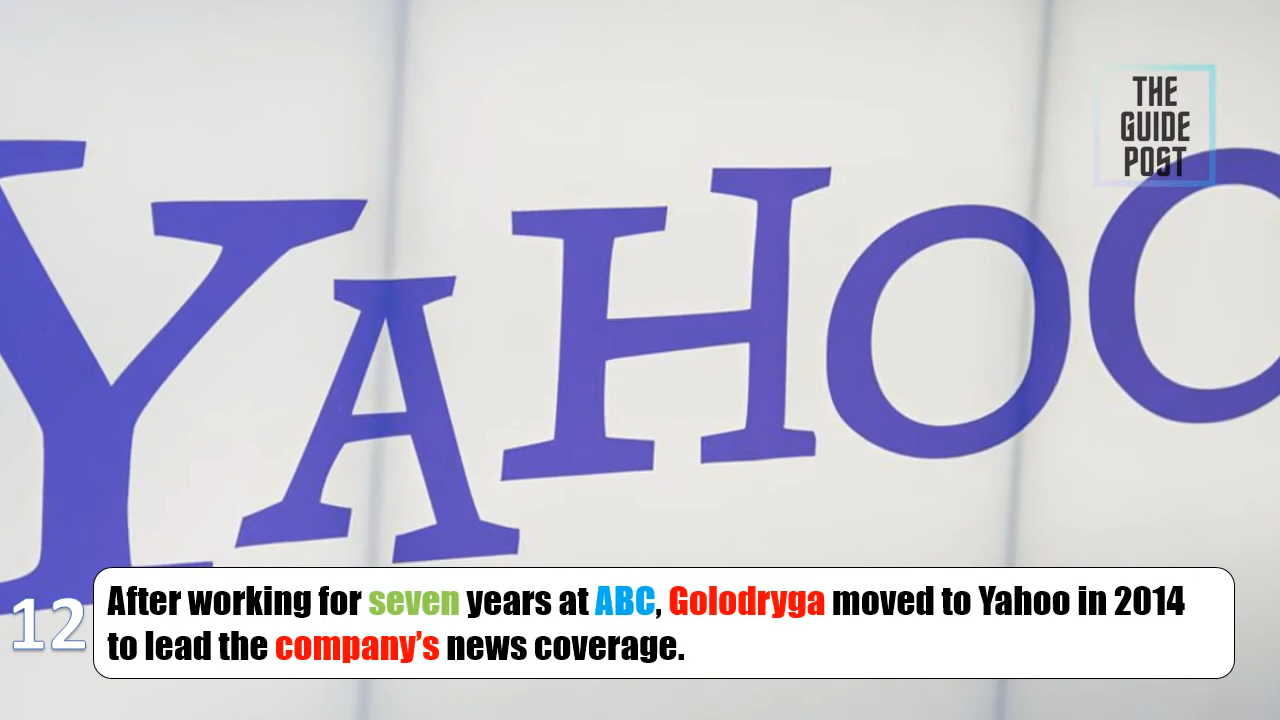 THE
GUIDE
POST
YAHOO
12
After working for seven years at ABC, Golodryga moved to Yahoo in 2014
to lead the company's news coverage.